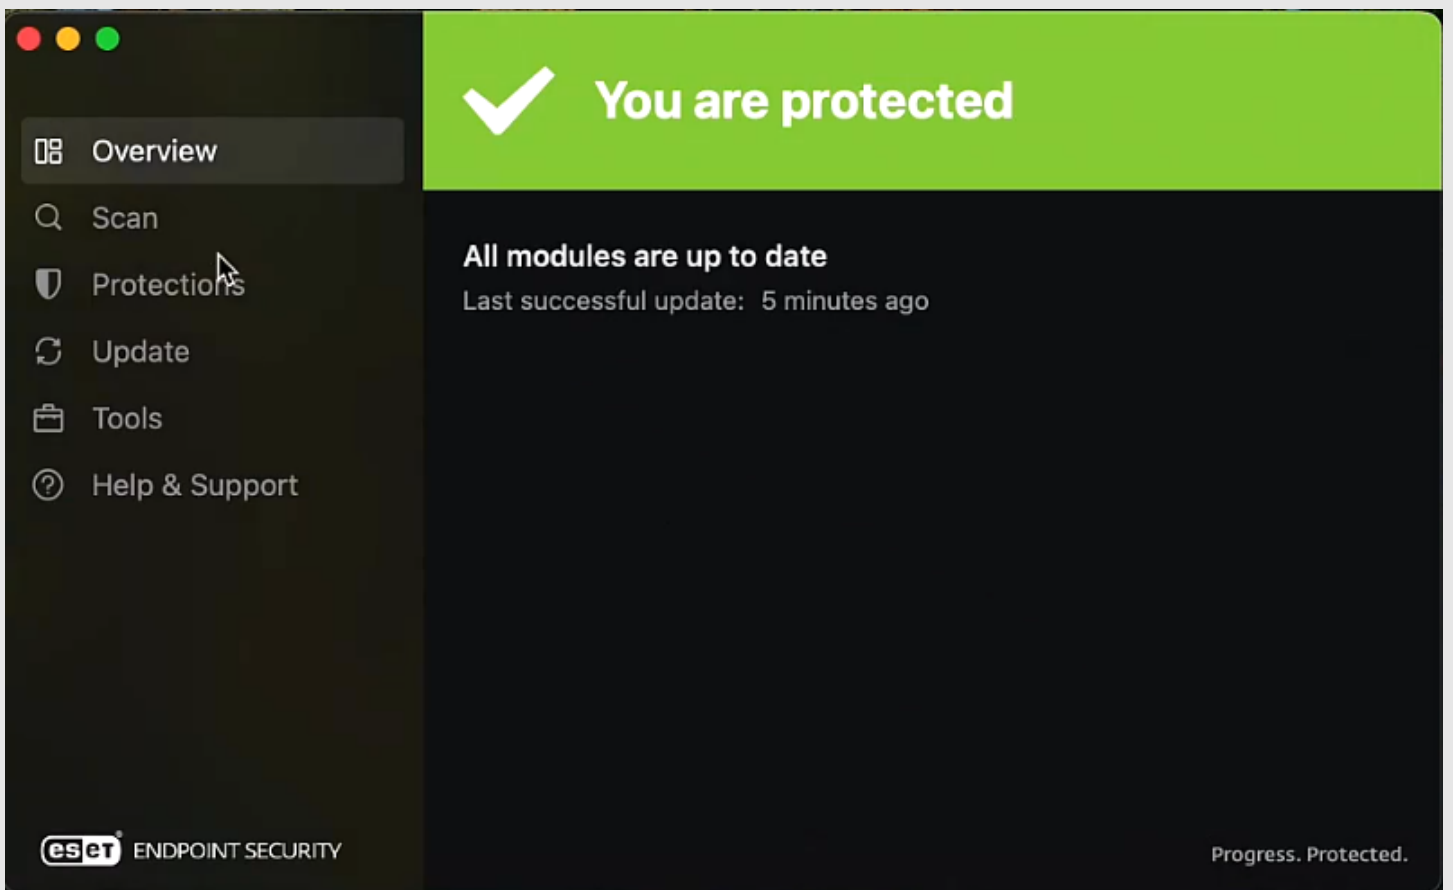 Overview
Scan
Protections
Update
Tools
Help & Support
eset® ENDPOINT SECURITY
You are protected
All modules are up to date
Last successful update: 5 minutes ago
Progress. Protected.